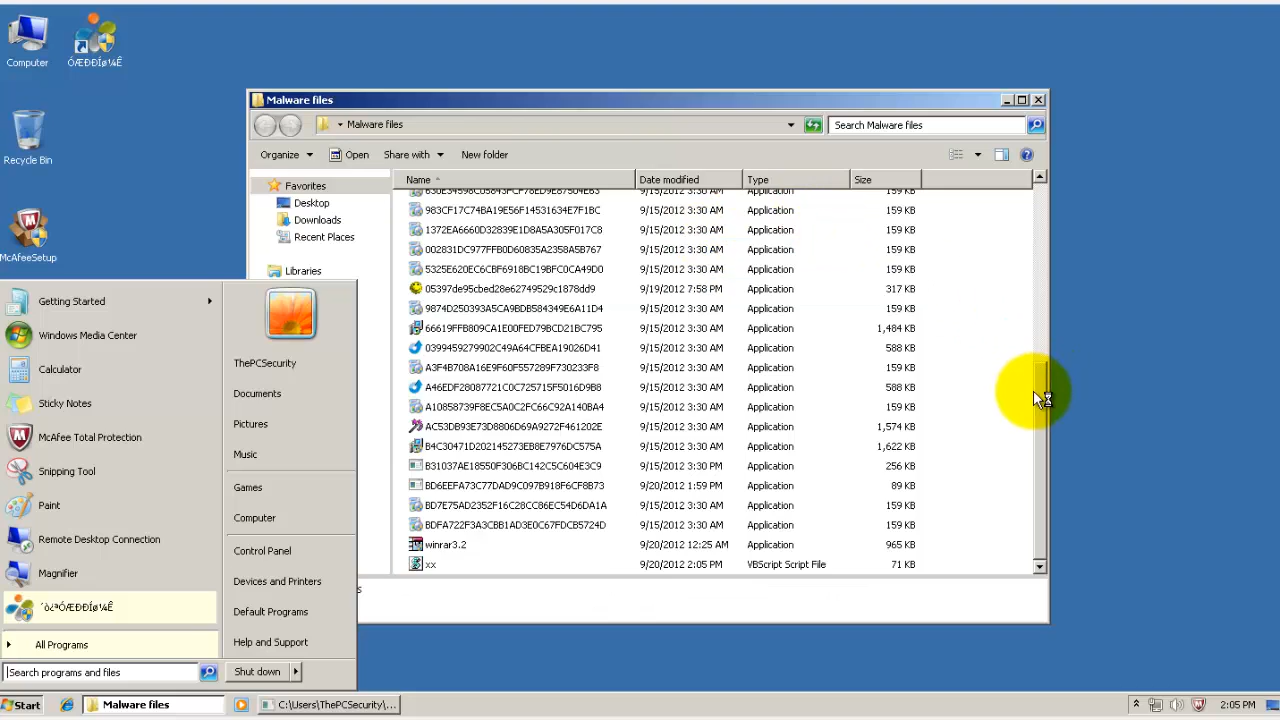 Computer
ÓÆÐÐÍø¼Ê
Recycle Bin
McAfeeSetup
Malware files
Malware files
Search Malware files
Organize
Open
Share with
New folder
Name
Date modified
Type
Size
Favorites
Desktop
Downloads
Recent Places
Libraries
630E34598C05843FCF78ED9E87504E63 9/15/2012 3:30 AM Application 159 KB
983CF17C74BA19E56F14531634E7F1BC 9/15/2012 3:30 AM Application 159 KB
1372EA6660D32839E1D8A5A305F017C8 9/15/2012 3:30 AM Application 159 KB
002831DC977FFB0D60835A2358A5B767 9/15/2012 3:30 AM Application 159 KB
5325E620EC6CBF6918BC19BFC0CA49D0 9/15/2012 3:30 AM Application 159 KB
05397de95cbed28e62749529c1878dd9 9/19/2012 7:58 PM Application 317 KB
9874D250393A5CA9BDB584349E6A11D4 9/15/2012 3:30 AM Application 159 KB
66619FFB809CA1E00FED79BCD21BC795 9/15/2012 3:30 AM Application 1,484 KB
0399459279902C49A64CFBEA19026D41 9/15/2012 3:30 AM Application 588 KB
A3F4B708A16E9F60F557289F730233F8 9/15/2012 3:30 AM Application 159 KB
A46EDF28087721C0C725715F5016D9B8 9/15/2012 3:30 AM Application 588 KB
A10858739F8EC5A0C2FC66C92A140BA4 9/15/2012 3:30 AM Application 159 KB
AC53DB93E73D8806D69A9272F461202E 9/15/2012 3:30 AM Application 1,574 KB
B4C30471D202145273EB8E7976DC575A 9/15/2012 3:30 AM Application 1,622 KB
B31037AE18550F306BC142C5C604E3C9 9/15/2012 3:30 PM Application 256 KB
BD6EEFA73C77DAD9C097B918F6CF8B73 9/20/2012 1:59 PM Application 89 KB
BD7E75AD2352F16C28CC86EC54D6DA1A 9/15/2012 3:30 AM Application 159 KB
BDFA722F3A3CBB1AD3E0C67FDCB5724D 9/15/2012 3:30 AM Application 159 KB
winrar3.2 9/20/2012 12:25 AM Application 965 KB
xx 9/20/2012 2:05 PM VBScript Script File 71 KB
s
Getting Started
Windows Media Center
Calculator
Sticky Notes
McAfee Total Protection
Snipping Tool
Paint
Remote Desktop Connection
Magnifier
´ò¿ªÓÆÐÐÍø¼Ê
All Programs
Search programs and files
ThePCSecurity
Documents
Pictures
Music
Games
Computer
Control Panel
Devices and Printers
Default Programs
Help and Support
Shut down
Start
Malware files
C:\Users\ThePCSecurity\,...
2:05 PM